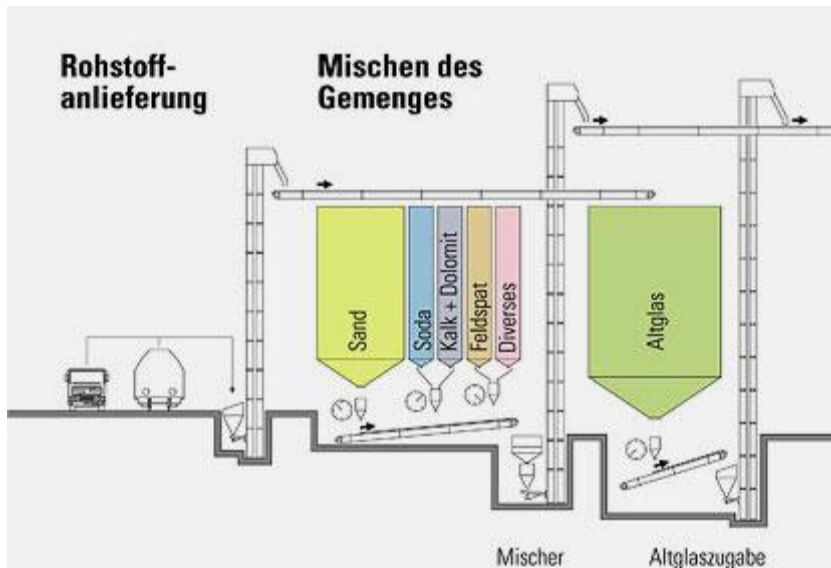 Rohstoff-
anlieferung
Mischen des
Gemenges
Sand
Soda
Kalk + Dolomit
Feldspat
Diverses
Altglas
Mischer
Altglaszugabe